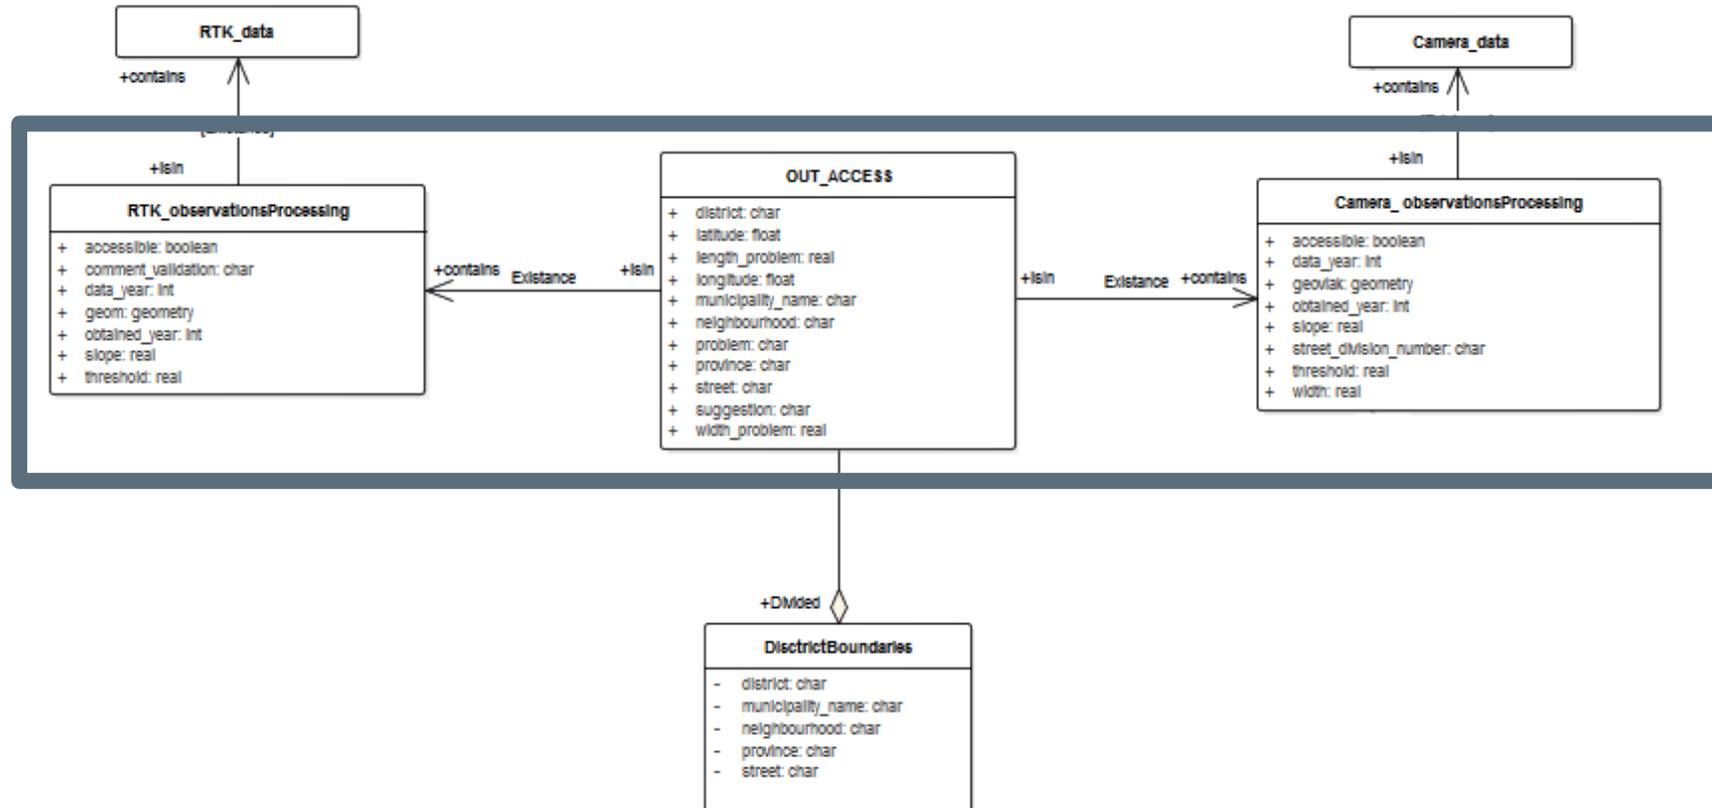 RTK_data
Camera_data
+contains
+contains
+isIn
+isIn
RTK_observationsProcessing
+ accessible: boolean
+ comment_validation: char
+ data_year: int
+ geom: geometry
+ obtained_year: int
+ slope: real
+ threshold: real
+contains Existance +isIn
OUT_ACCESS
+ district: char
+ latitude: float
+ length_problem: real
+ longitude: float
+ municipality_name: char
+ neighbourhood: char
+ problem: char
+ province: char
+ street: char
+ suggestion: char
+ width_problem: real
+isIn Existance +contains
Camera_ observationsProcessing
+ accessible: boolean
+ data_year: int
+ geovlak: geometry
+ obtained_year: int
+ slope: real
+ street_division_number: char
+ threshold: real
+ width: real
+Divided
DisctrictBoundaries
- district: char
- municipality_name: char
- neighbourhood: char
- province: char
- street: char